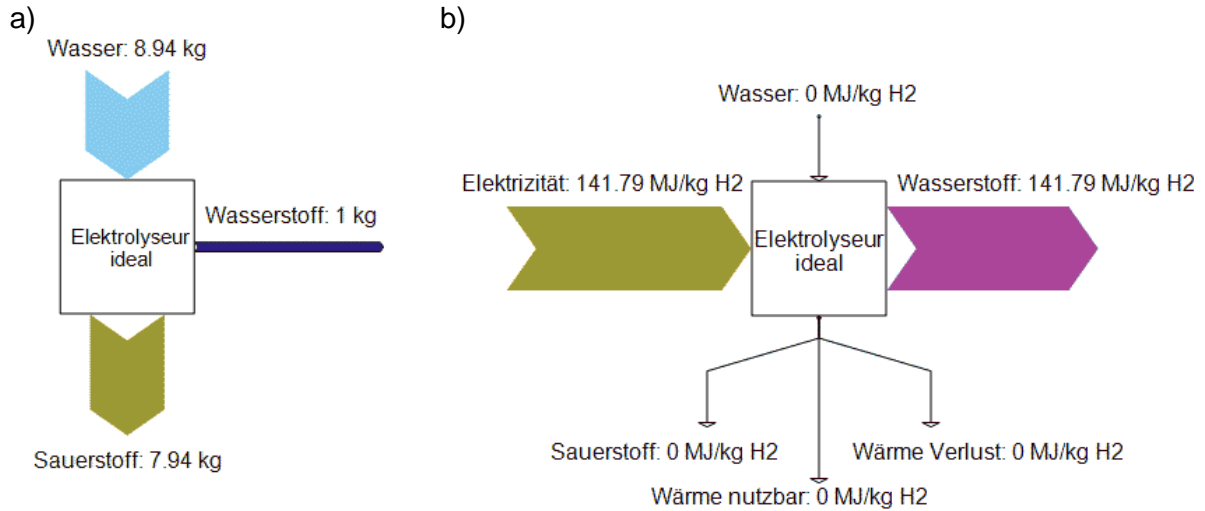 a)
Wasser: 8.94 kg
Elektrolyseur
ideal
Wasserstoff: 1 kg
Sauerstoff: 7.94 kg
b)
Wasser: 0 MJ/kg H2
Elektrizität: 141.79 MJ/kg H2
Elektrolyseur
ideal
Wasserstoff: 141.79 MJ/kg H2
Sauerstoff: 0 MJ/kg H2
Wärme Verlust: 0 MJ/kg H2
Wärme nutzbar: 0 MJ/kg H2